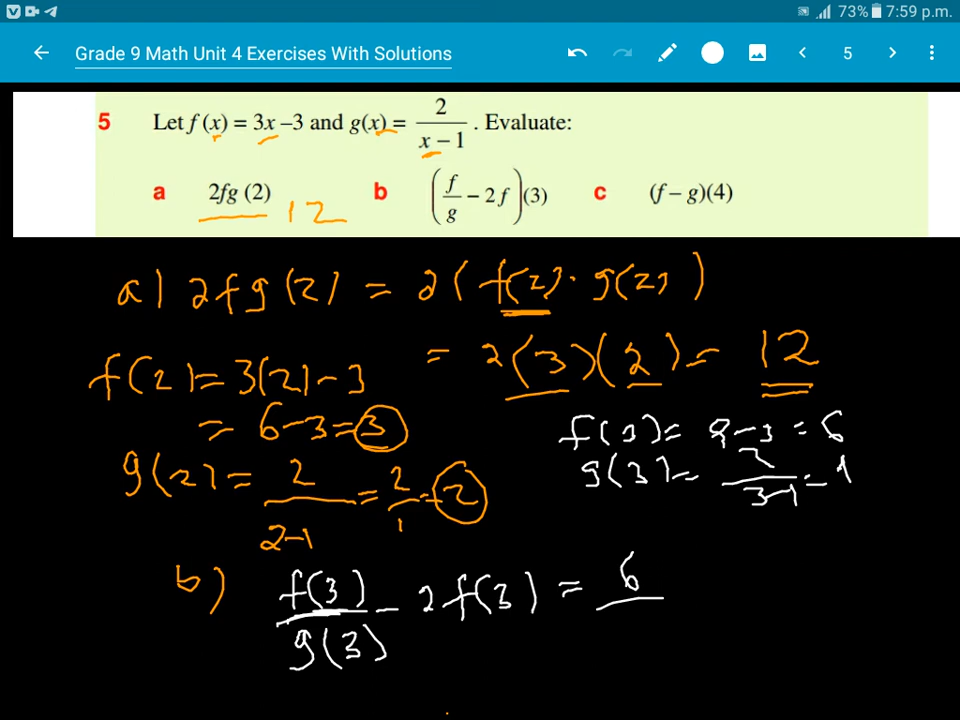 73% 7:59 p.m.
Grade 9 Math Unit 4 Exercises With Solutions 5
5 Let f (x) = 3x –3 and g(x) = 2 / (x – 1) . Evaluate:
a 2fg (2) 12 b (f/g – 2f)(3) c (f – g)(4)
a) 2fg(2) = 2(f(2)·g(2))
= 2(3)(2) = 12
f(2) = 3(2) - 3
= 6-3=3
f(3) = 9-3 = 6
g(2) = 2/(2-1) = 2/1 = 2
g(3) = 2/(3-1) = 1
b) f(3)/g(3) - 2f(3) = 6